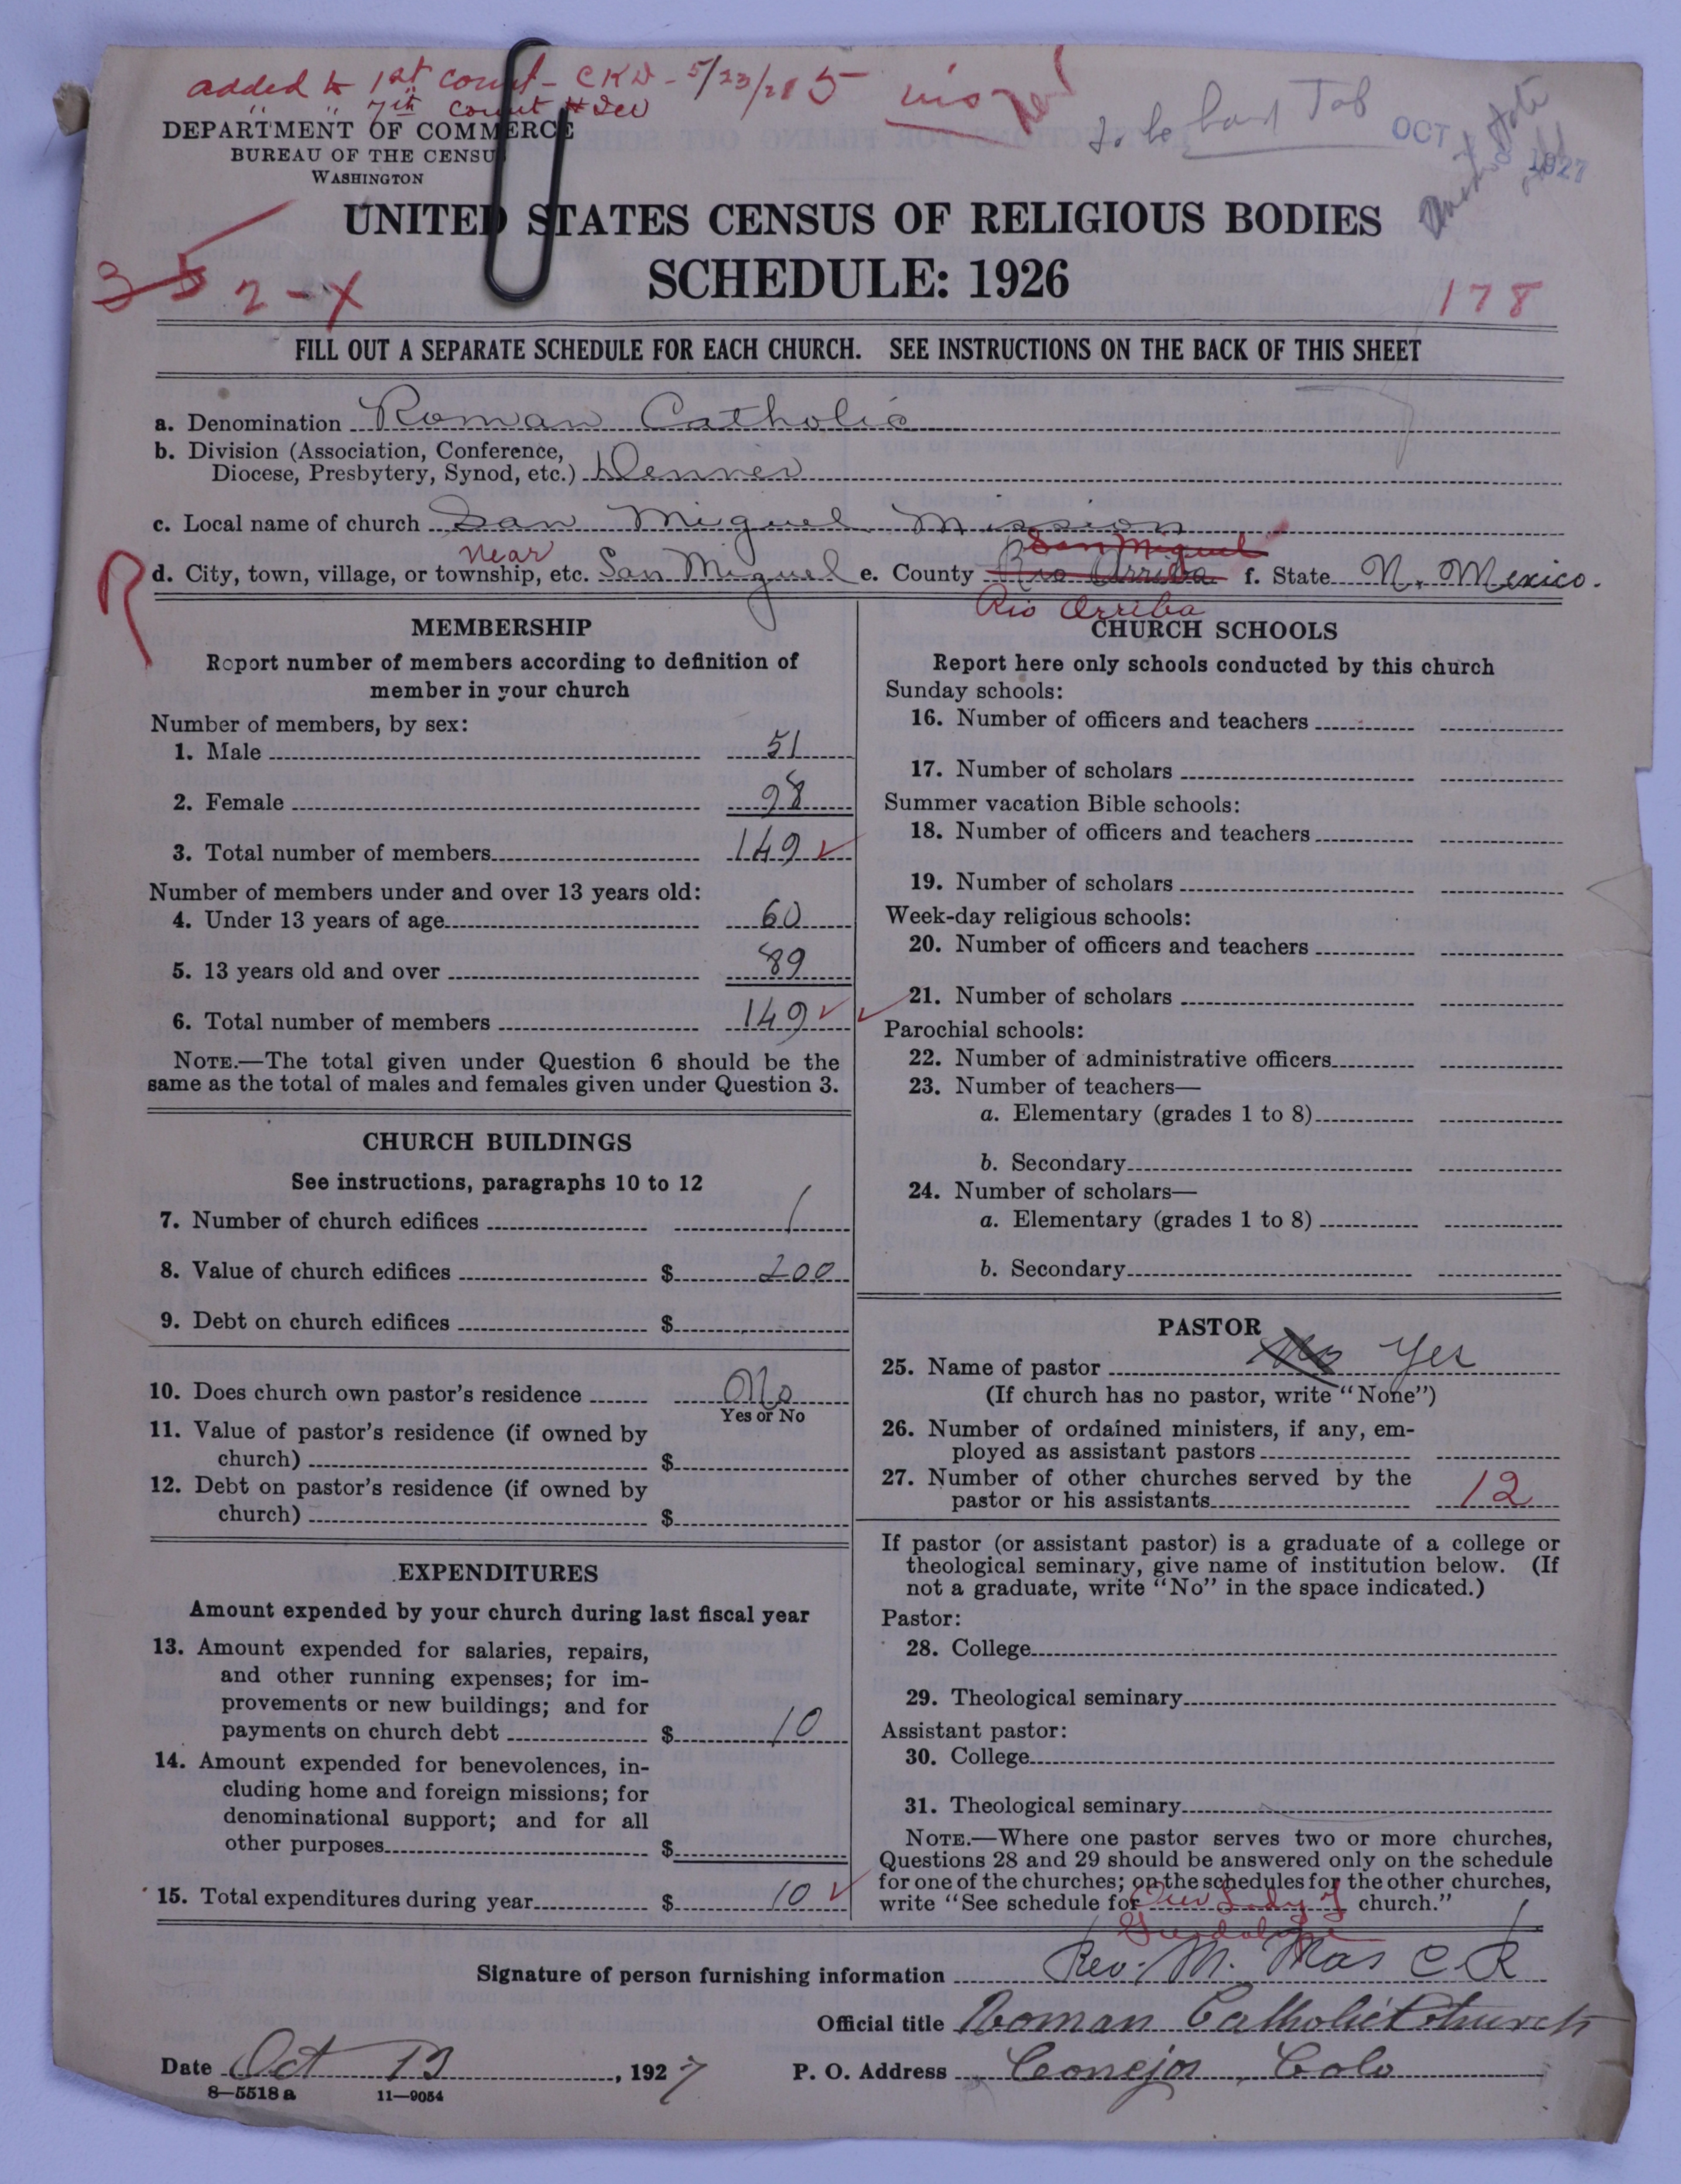 added to 1st count - CKD - 5/23/28 5
" " 7th Count
To be hand Tab
OCT 1927
DEPARTMENT OF COMMERCE
BUREAU OF THE CENSUS
WASHINGTON
UNITED STATES CENSUS OF RELIGIOUS BODIES
SCHEDULE: 1926
35 2-X
178
FILL OUT A SEPARATE SCHEDULE FOR EACH CHURCH. SEE INSTRUCTIONS ON THE BACK OF THIS SHEET
a. Denomination Roman Catholic
b. Division (Association, Conference,
Diocese, Presbytery, Synod, etc.) Denver
c. Local name of church San Miguel Mission
near San Miguel
d. City, town, village, or township, etc. San Miguel e. County Rio Arriba f. State N. Mexico.
Rio Arriba
MEMBERSHIP
Report number of members according to definition of
member in your church
Number of members, by sex:
1. Male 51
2. Female 98
3. Total number of members 149
Number of members under and over 13 years old:
4. Under 13 years of age 60
5. 13 years old and over 89
6. Total number of members 149
NOTE.—The total given under Question 6 should be the
same as the total of males and females given under Question 3.
CHURCH BUILDINGS
See instructions, paragraphs 10 to 12
7. Number of church edifices 1
8. Value of church edifices $ 200
9. Debt on church edifices $
10. Does church own pastor's residence No
Yes or No
11. Value of pastor's residence (if owned by
church) $
12. Debt on pastor's residence (if owned by
church) $
EXPENDITURES
Amount expended by your church during last fiscal year
13. Amount expended for salaries, repairs,
and other running expenses; for im-
provements or new buildings; and for
payments on church debt $ 10
14. Amount expended for benevolences, in-
cluding home and foreign missions; for
denominational support; and for all
other purposes $
15. Total expenditures during year $ 10
CHURCH SCHOOLS
Report here only schools conducted by this church
Sunday schools:
16. Number of officers and teachers
17. Number of scholars
Summer vacation Bible schools:
18. Number of officers and teachers
19. Number of scholars
Week-day religious schools:
20. Number of officers and teachers
21. Number of scholars
Parochial schools:
22. Number of administrative officers
23. Number of teachers—
a. Elementary (grades 1 to 8)
b. Secondary
24. Number of scholars—
a. Elementary (grades 1 to 8)
b. Secondary
PASTOR
25. Name of pastor No Yes
(If church has no pastor, write "None")
26. Number of ordained ministers, if any, em-
ployed as assistant pastors
27. Number of other churches served by the
pastor or his assistants 12
If pastor (or assistant pastor) is a graduate of a college or
theological seminary, give name of institution below. (If
not a graduate, write "No" in the space indicated.)
Pastor:
28. College
29. Theological seminary
Assistant pastor:
30. College
31. Theological seminary
NOTE.—Where one pastor serves two or more churches,
Questions 28 and 29 should be answered only on the schedule
for one of the churches; on the schedules for the other churches,
write "See schedule for Our Lady of church."
Guadalupe
Signature of person furnishing information Rev. M. Mas C R
Official title Roman Catholic Church
Date Oct 13, 1927 P. O. Address Conejos, Colo
8—5518 a 11—9054